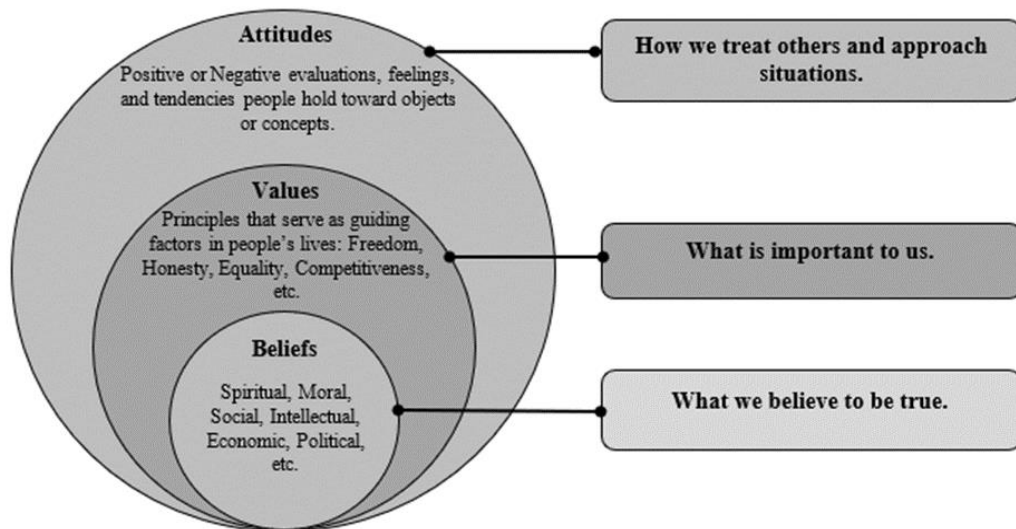 Attitudes
Positive or Negative evaluations, feelings,
and tendencies people hold toward objects
or concepts.
How we treat others and approach
situations.
Values
Principles that serve as guiding
factors in people's lives: Freedom,
Honesty, Equality, Competitiveness,
etc.
What is important to us.
Beliefs
Spiritual, Moral,
Social, Intellectual,
Economic, Political,
etc.
What we believe to be true.